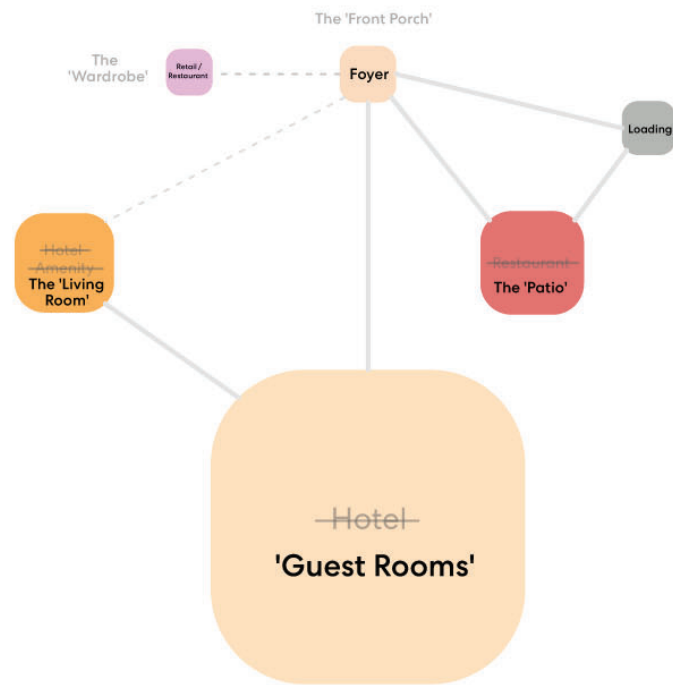 The 'Front Porch'
The
'Wardrobe'
Retail /
Restaurant
Foyer
Loading
Hotel
Amenity
The 'Living
Room'
Restaurant
The 'Patio'
Hotel
'Guest Rooms'